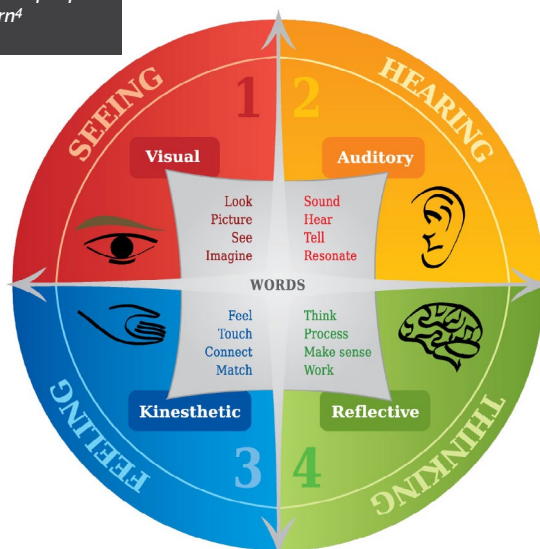 rn⁴
SEEING
1
2
HEARING
Visual
Auditory
Look
Picture
See
Imagine
Sound
Hear
Tell
Resonate
WORDS
Feel
Touch
Connect
Match
Think
Process
Make sense
Work
Kinesthetic
Reflective
FEELING
3
4
THINKING